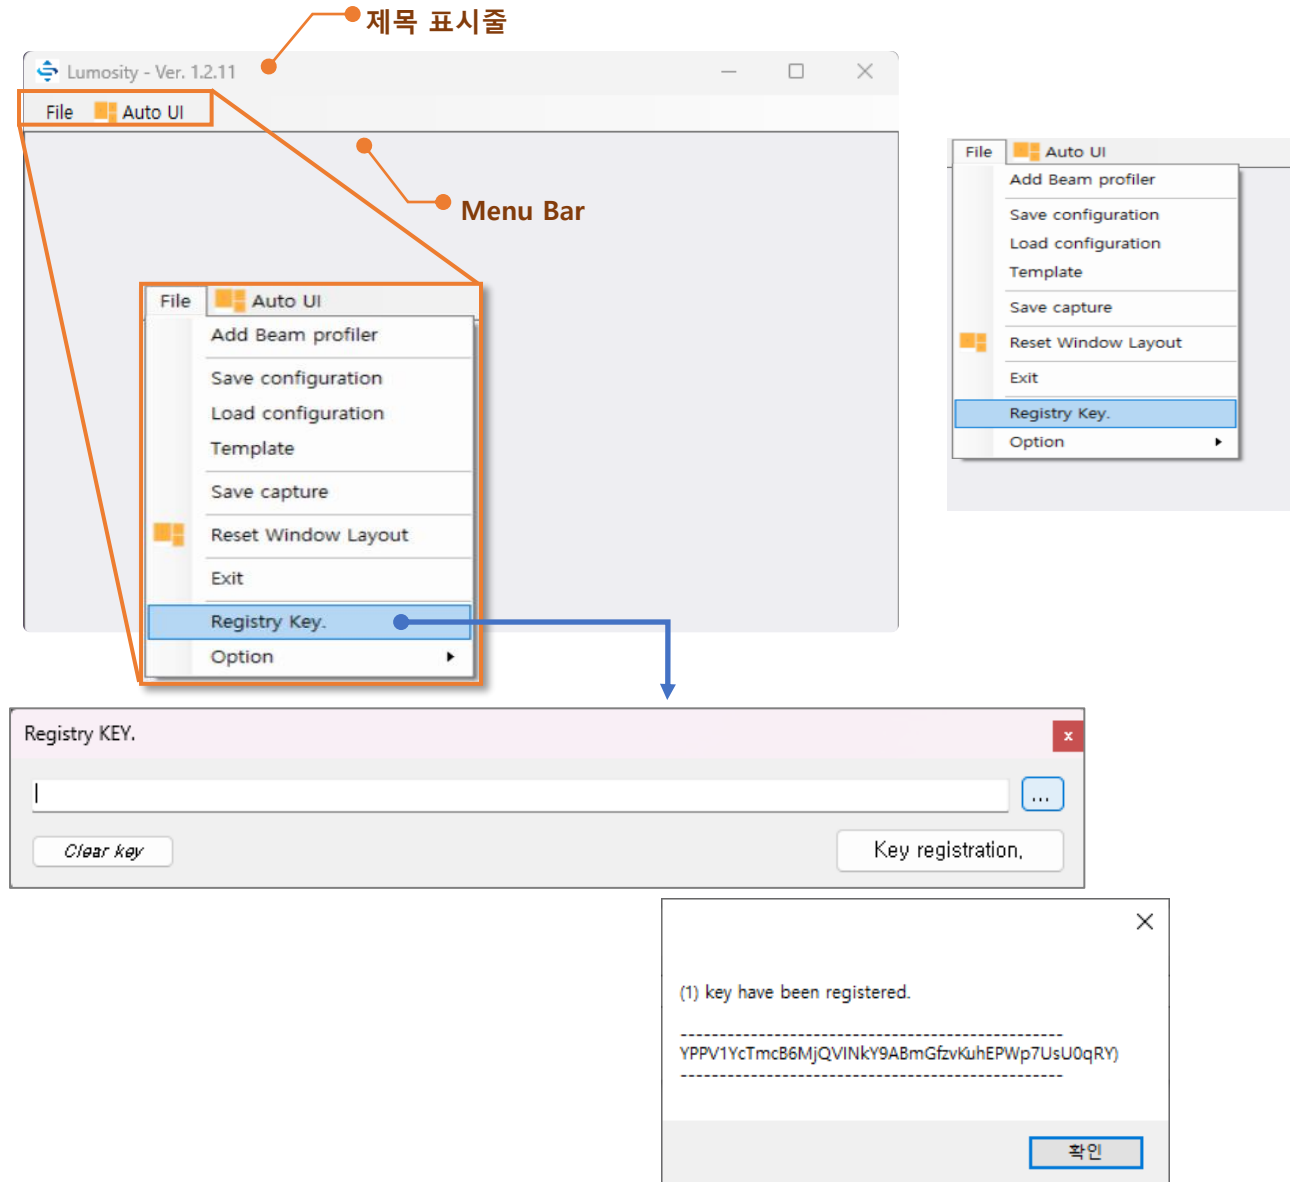 제목 표시줄
Lumosity - Ver. 1.2.11
File Auto UI
Menu Bar
File Auto UI
Add Beam profiler
Save configuration
Load configuration
Template
Save capture
Reset Window Layout
Exit
Registry Key.
Option
File Auto UI
Add Beam profiler
Save configuration
Load configuration
Template
Save capture
Reset Window Layout
Exit
Registry Key.
Option
Registry KEY.
x
...
Clear key
Key registration,
(1) key have been registered.
-------------------------------------------------
YPPV1YcTmcB6MjQVINkY9ABmGfzvKuhEPWp7UsU0qRY)
-------------------------------------------------
확인